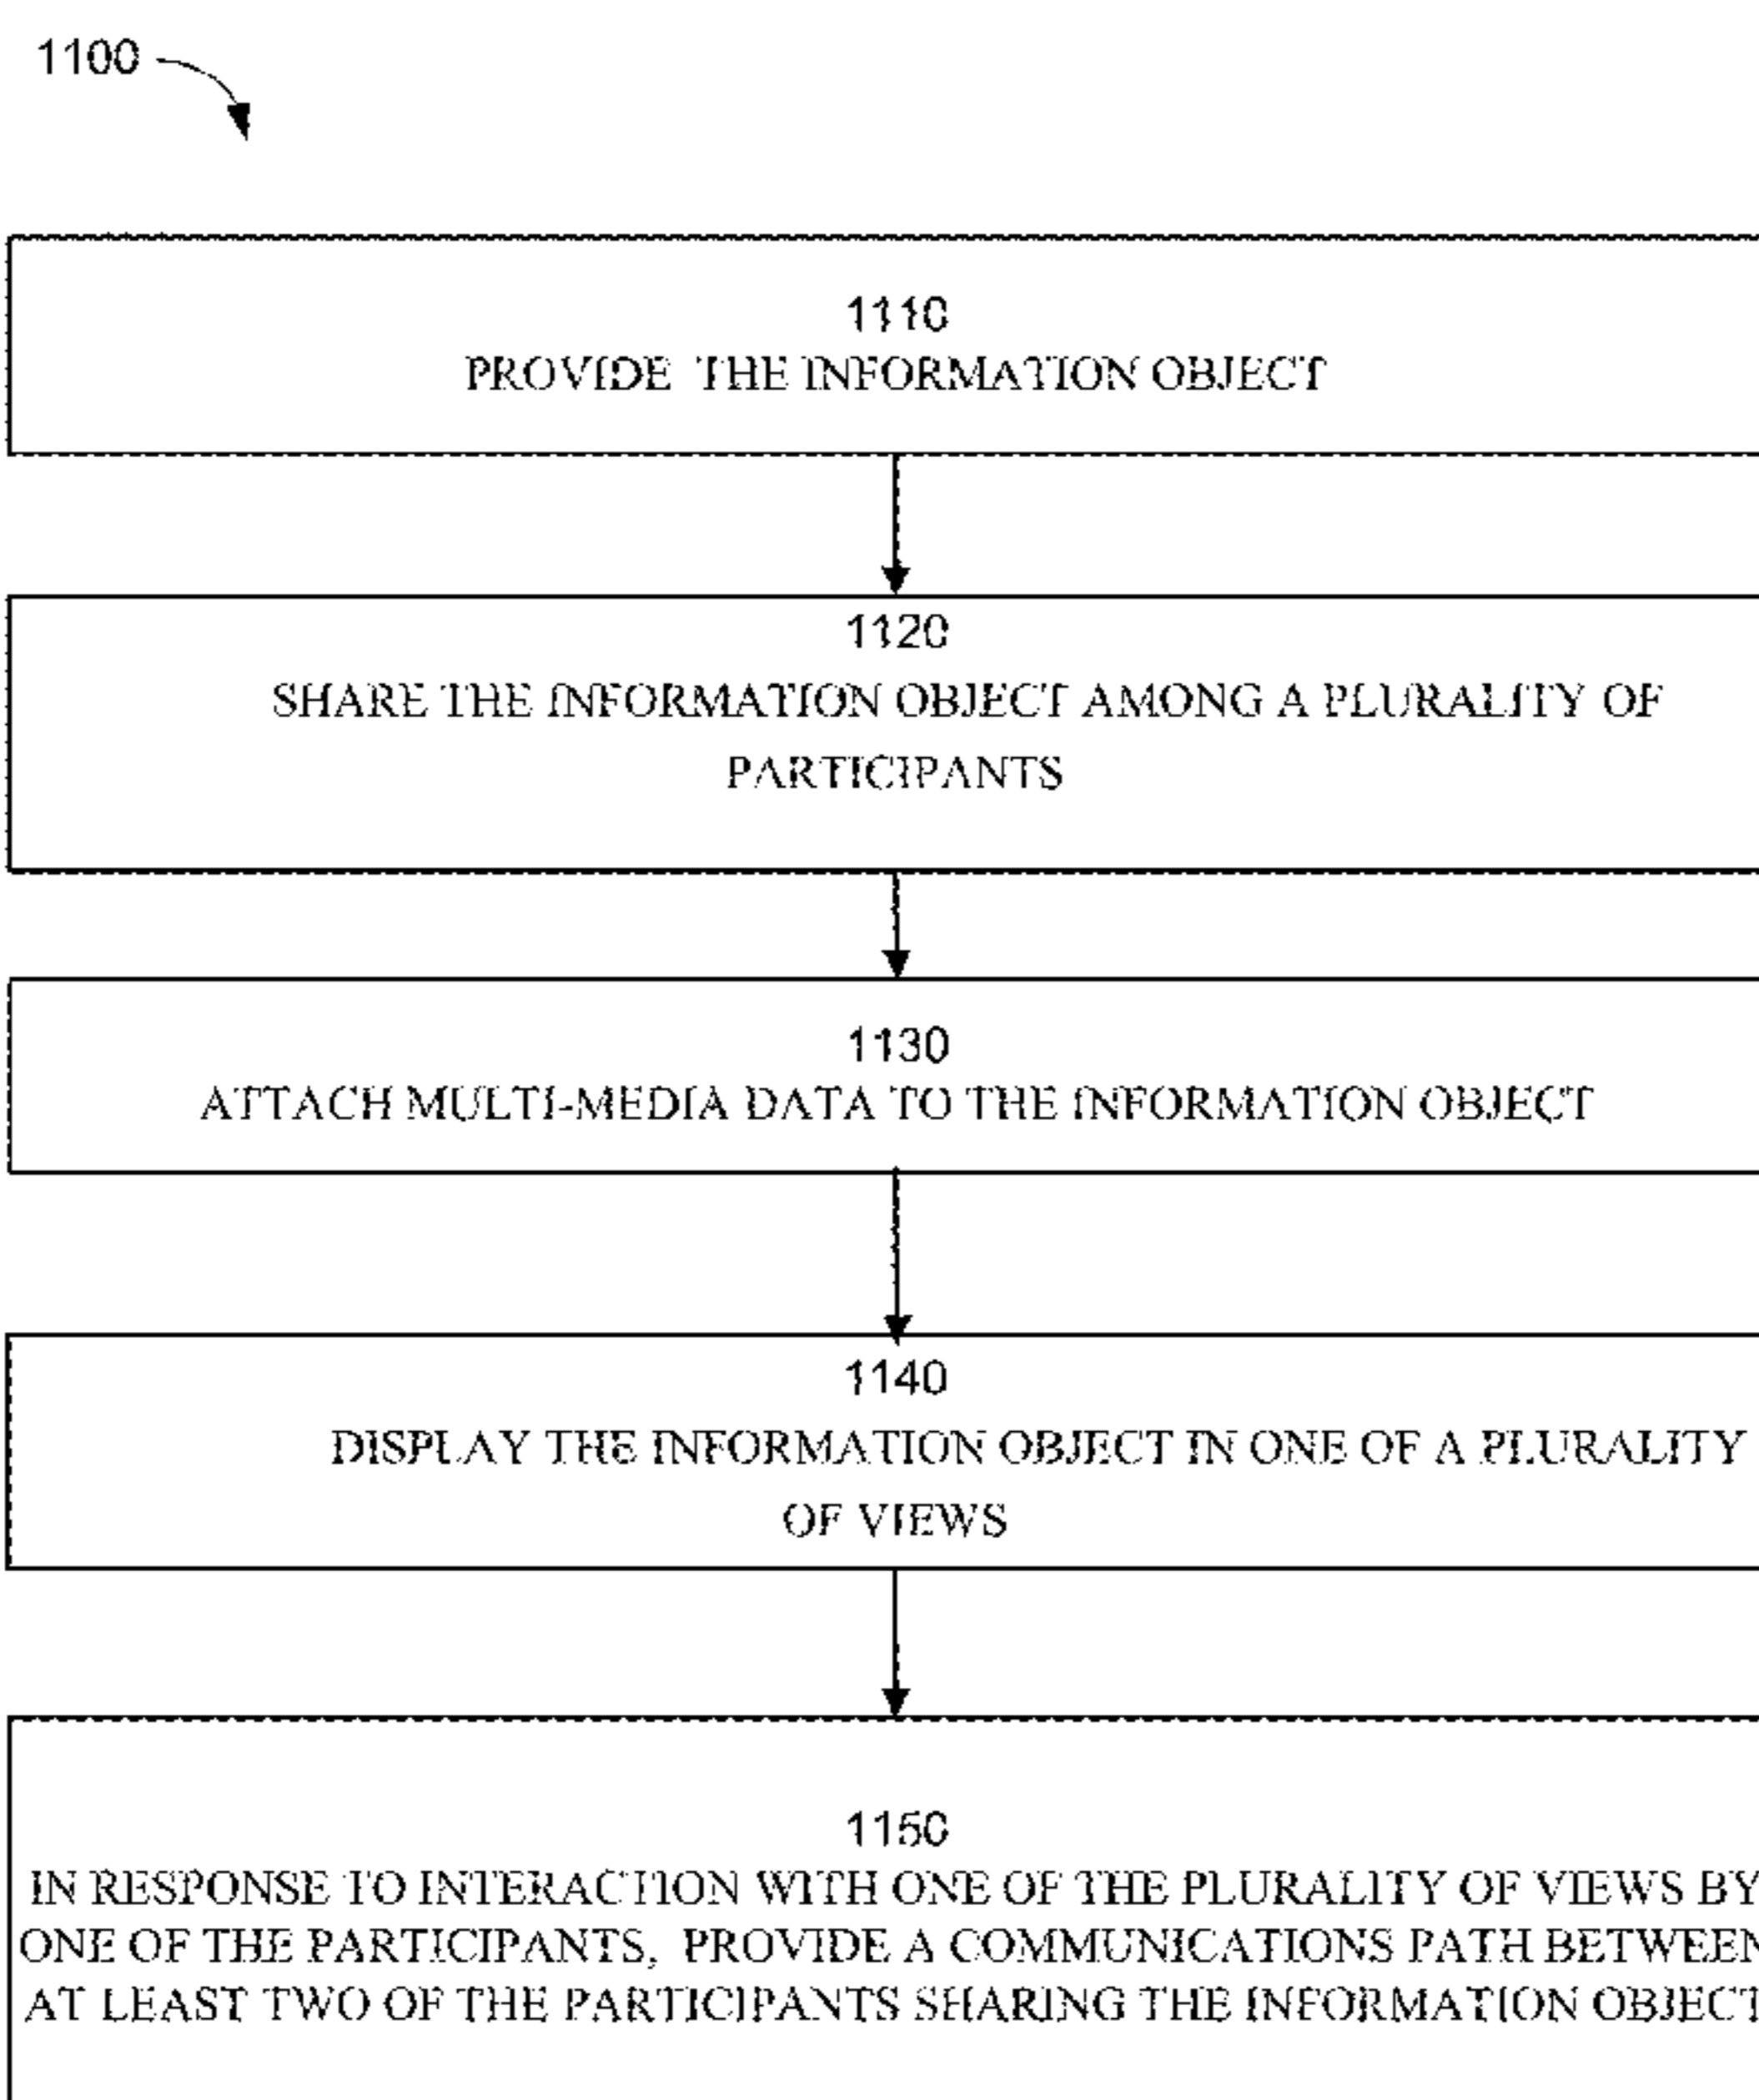 1100
1110
PROVIDE THE INFORMATION OBJECT
1120
SHARE THE INFORMATION OBJECT AMONG A PLURALITY OF
PARTICIPANTS
1130
ATTACH MULTI-MEDIA DATA TO THE INFORMATION OBJECT
1140
DISPLAY THE INFORMATION OBJECT IN ONE OF A PLURALITY
OF VIEWS
1150
IN RESPONSE TO INTERACTION WITH ONE OF THE PLURALITY OF VIEWS BY
ONE OF THE PARTICIPANTS, PROVIDE A COMMUNICATIONS PATH BETWEEN
AT LEAST TWO OF THE PARTICIPANTS SHARING THE INFORMATION OBJECT